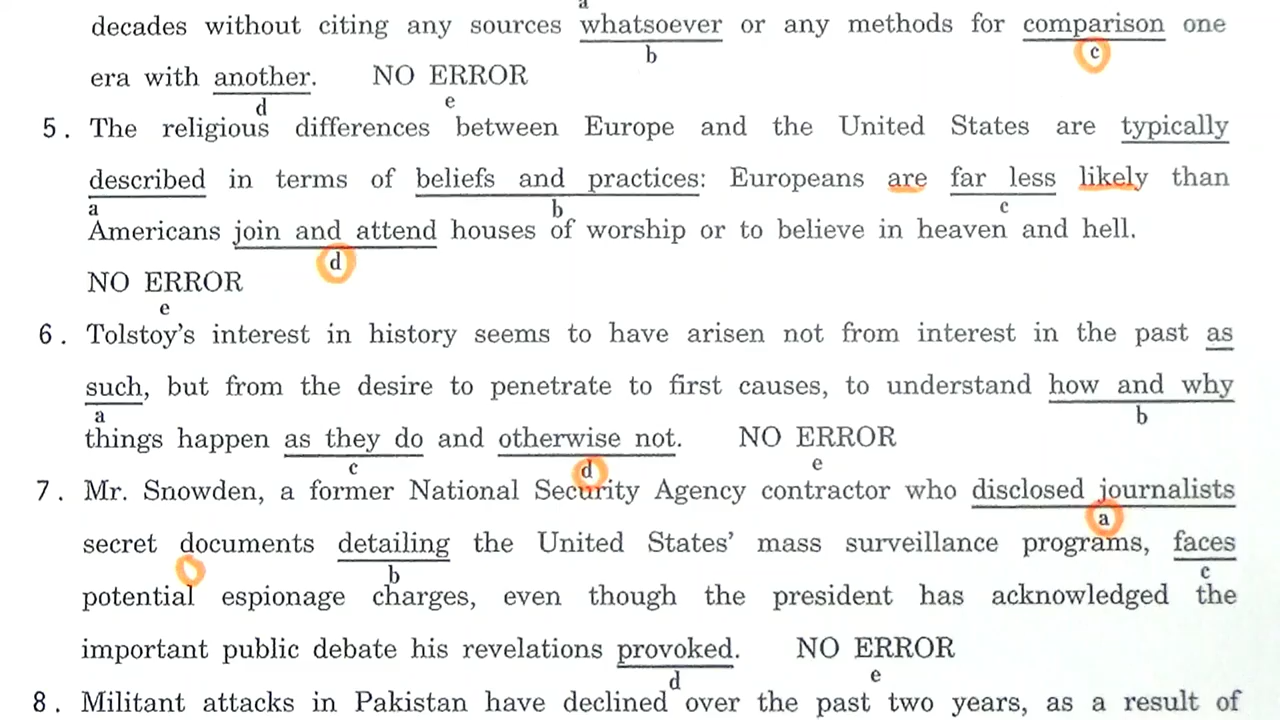 a
decades without citing any sources whatsoever or any methods for comparison one
b c
era with another. NO ERROR
d e
5. The religious differences between Europe and the United States are typically
described in terms of beliefs and practices: Europeans are far less likely than
a b c
Americans join and attend houses of worship or to believe in heaven and hell.
d
NO ERROR
e
6. Tolstoy's interest in history seems to have arisen not from interest in the past as
such, but from the desire to penetrate to first causes, to understand how and why
a b
things happen as they do and otherwise not. NO ERROR
c d e
7. Mr. Snowden, a former National Security Agency contractor who disclosed journalists
a
secret documents detailing the United States' mass surveillance programs, faces
b c
potential espionage charges, even though the president has acknowledged the
important public debate his revelations provoked. NO ERROR
d e
8. Militant attacks in Pakistan have declined over the past two years, as a result of